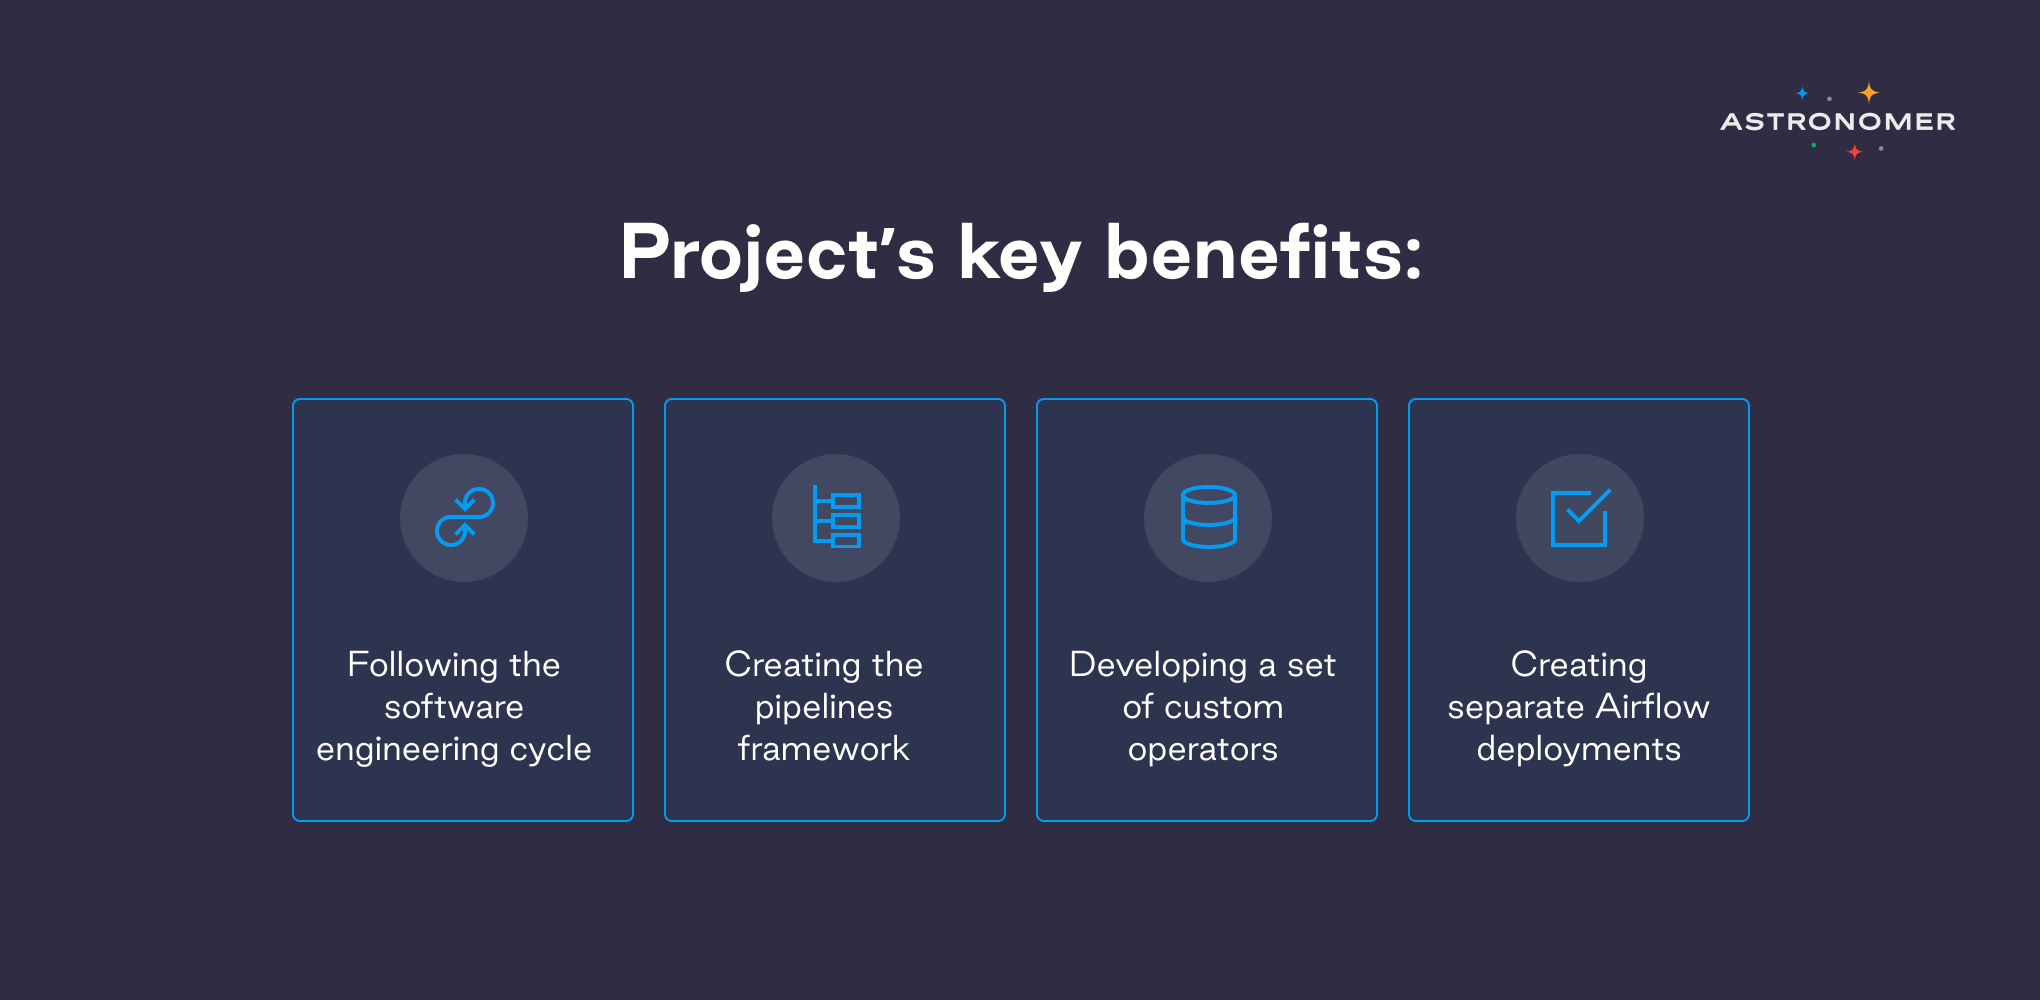 ASTRONOMER
Project’s key benefits:
Following the
software
engineering cycle
Creating the
pipelines
framework
Developing a set
of custom
operators
Creating
separate Airflow
deployments